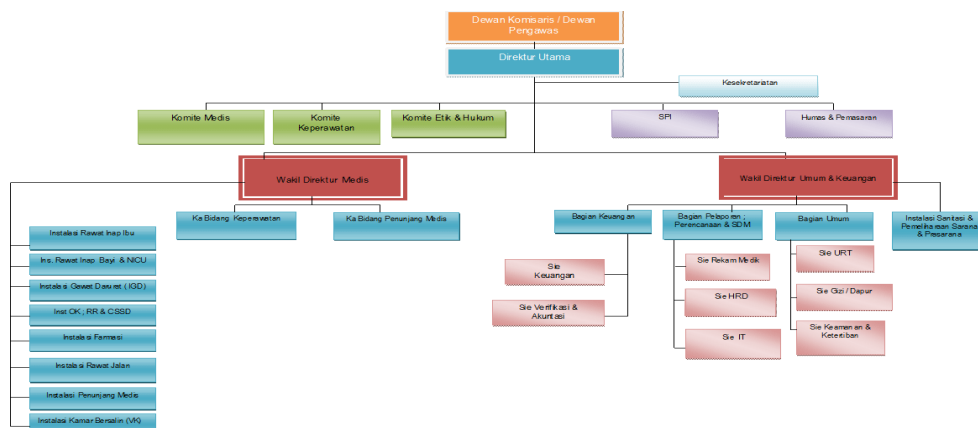 Dewan Komisaris / Dewan
Pengawas
Direktur Utama
Kesekretariatan
Komite Medis
Komite
Keperawatan
Komite Etik & Hukum
SPI
Humas & Pemasaran
Wakil Direktur Medis
Wakil Direktur Umum & Keuangan
Ka Bidang Keperawatan
Ka Bidang Penunjang Medis
Bagian Keuangan
Bagian Pelaporan ;
Perencanaan & SDM
Bagian Umum
Instalasi Sanitasi &
Pemeliharaan Sarana
& Prasarana
Instalasi Rawat Inap Ibu
Ins. Rawat Inap Bayi & NICU
Instalasi Gawat Darurat ( IGD)
Inst OK ; RR & CSSD
Instalasi Farmasi
Instalasi Rawat Jalan
Instalasi Penunjang Medis
Instalasi Kamar Bersalin (VK)
Sie
Keuangan
Sie Verifikasi &
Akuntasi
Sie Rekam Medik
Sie HRD
Sie IT
Sie URT
Sie Gizi / Dapur
Sie Keamanan &
Ketertiban